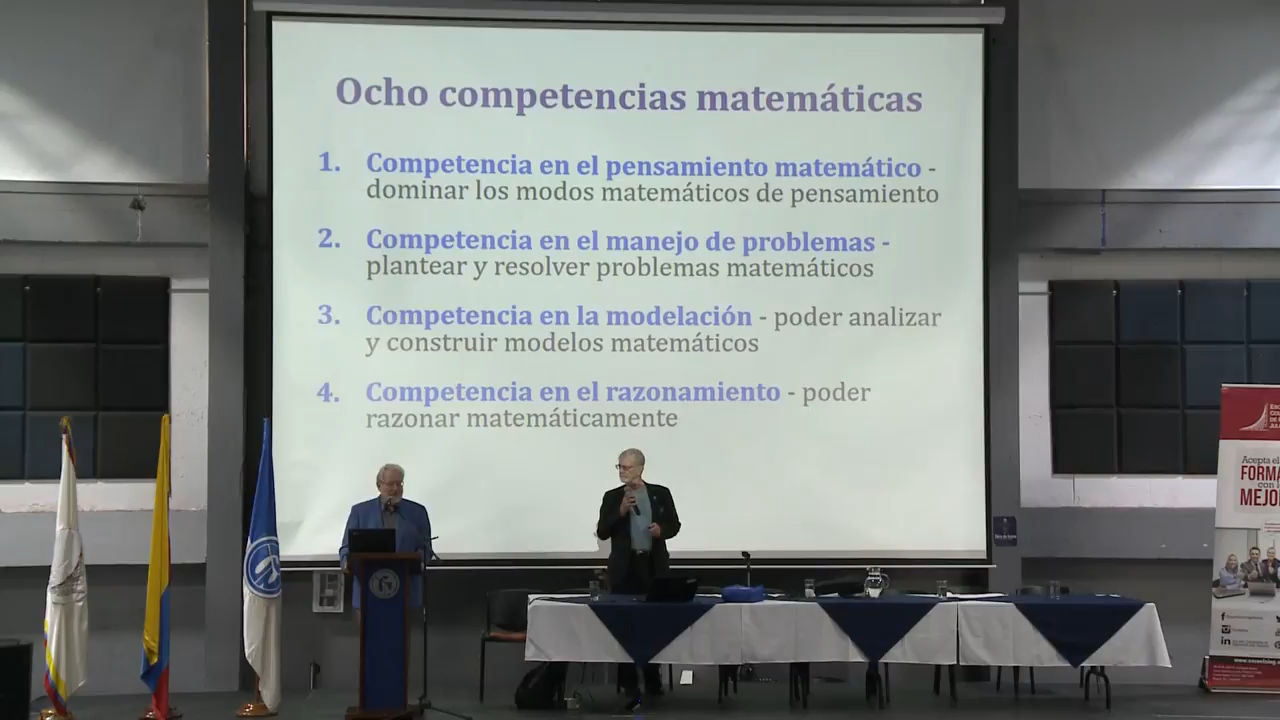 Ocho competencias matemáticas
1. Competencia en el pensamiento matemático -
dominar los modos matemáticos de pensamiento
2. Competencia en el manejo de problemas -
plantear y resolver problemas matemáticos
3. Competencia en la modelación - poder analizar
y construir modelos matemáticos
4. Competencia en el razonamiento - poder
razonar matemáticamente
Acepta el
FORMA
con l
MEJO